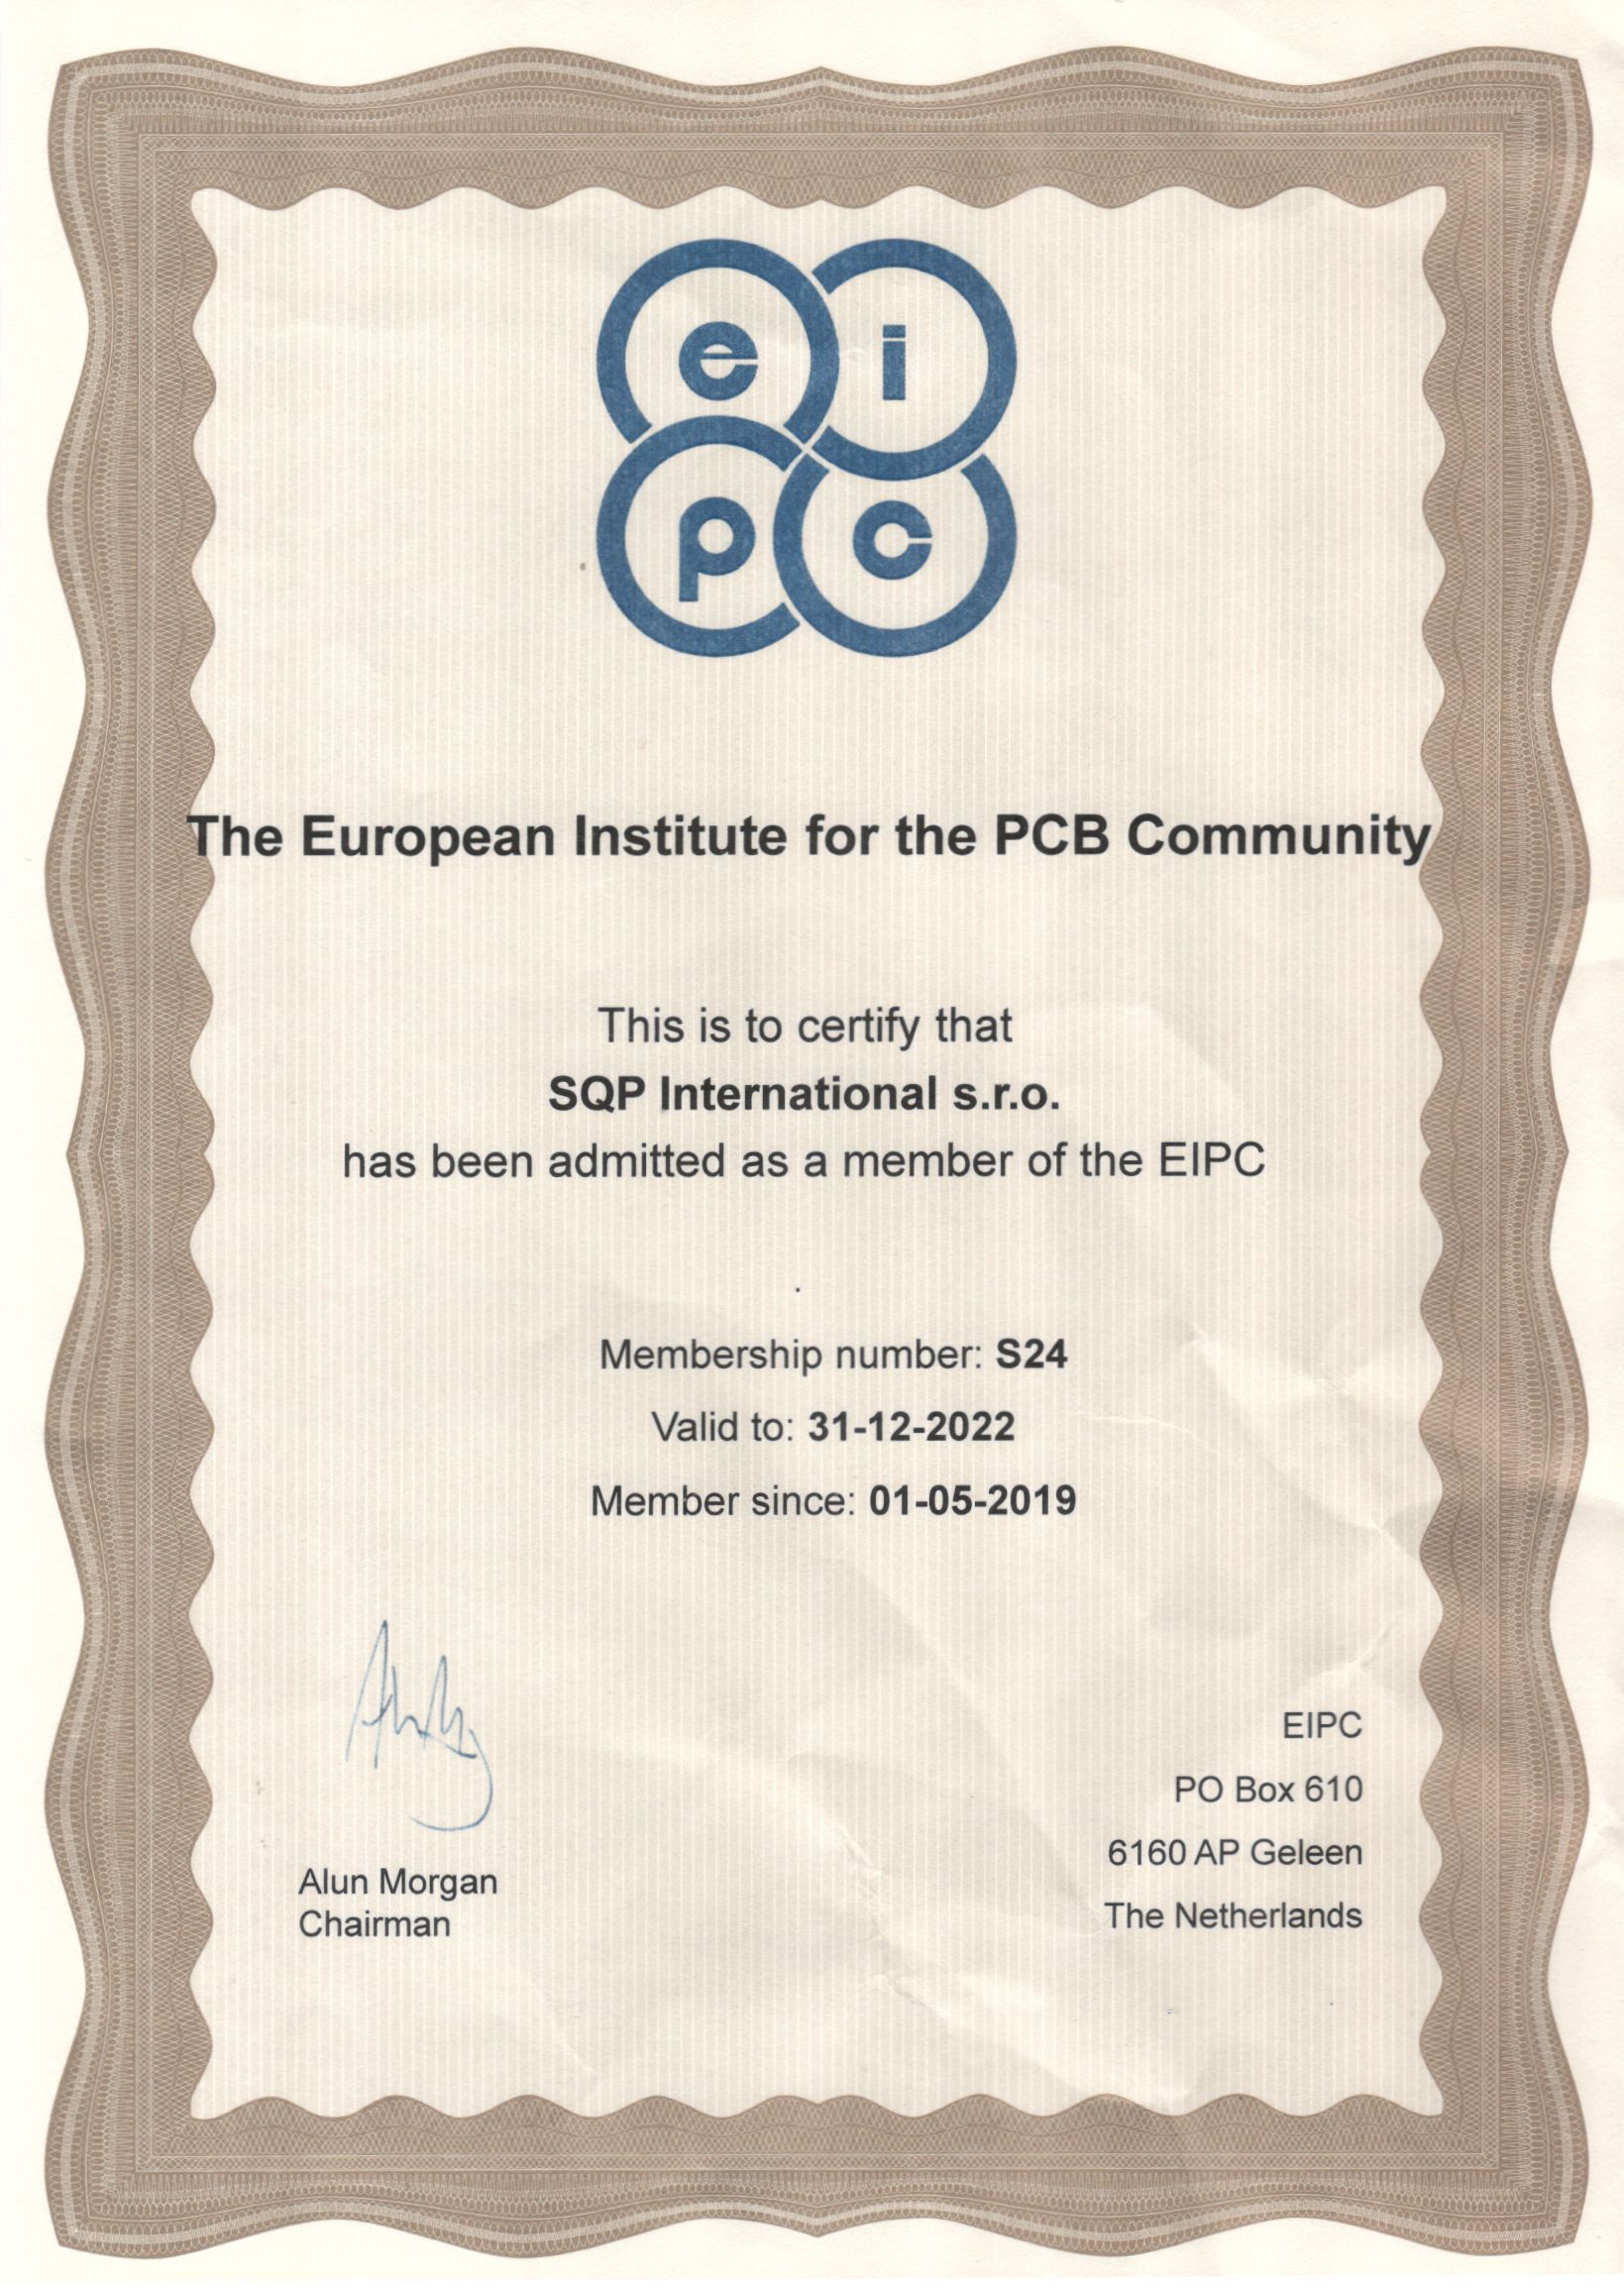 e i
p c
The European Institute for the PCB Community
This is to certify that
SQP International s.r.o.
has been admitted as a member of the EIPC
Membership number: S24
Valid to: 31-12-2022
Member since: 01-05-2019
Alun Morgan
Chairman
EIPC
PO Box 610
6160 AP Geleen
The Netherlands